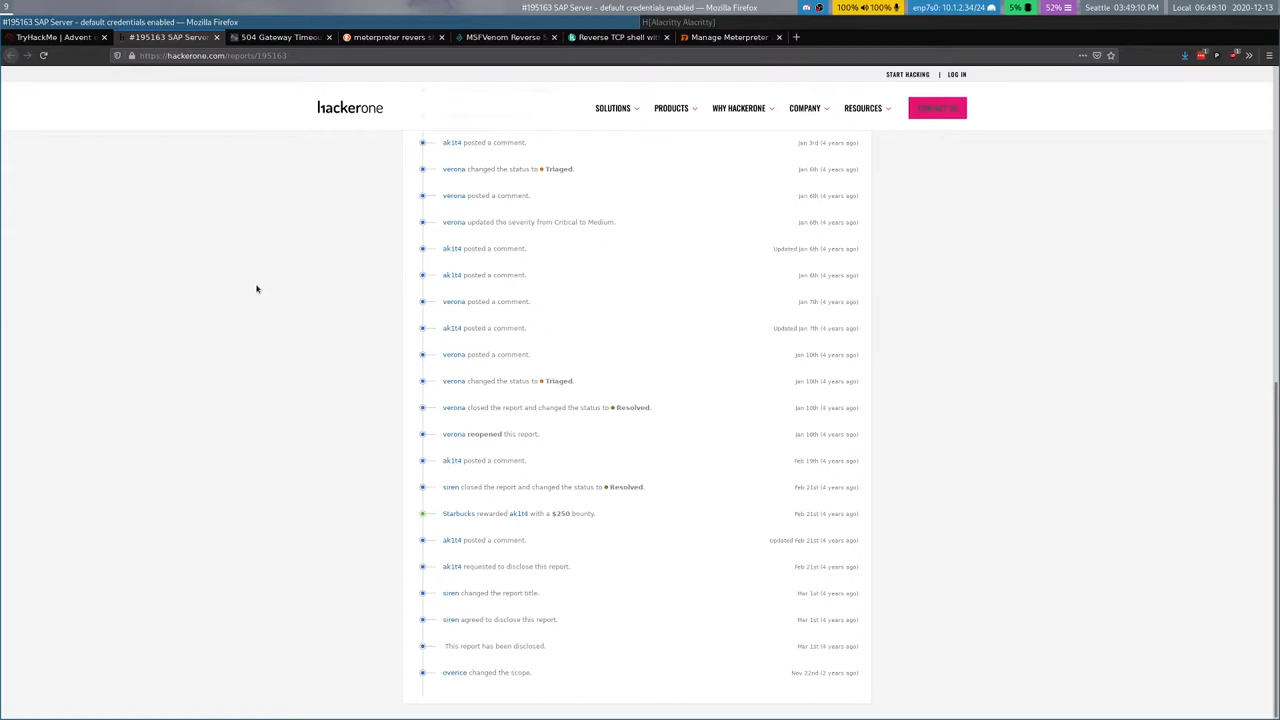 9
#195163 SAP Server - default credentials enabled — Mozilla Firefox
100% 100% enp7s0: 10.1.2.34/24 5% 52% Seattle 03:49:10 PM Local 06:49:10 2020-12-1
#195163 SAP Server - default credentials enabled — Mozilla Firefox
H[Alacritty Alacritty]
TryHackMe | Advent o
#195163 SAP Server
504 Gateway Timeou
meterpreter revers sl
MSFVenom Reverse S
Reverse TCP shell wit
Manage Meterpreter
https://hackerone.com/reports/195163
START HACKING | LOG IN
hackerone
SOLUTIONS PRODUCTS WHY HACKERONE COMPANY RESOURCES CONTACT US
ak1t4 posted a comment. Jan 3rd (4 years ago)
verona changed the status to Triaged. Jan 6th (4 years ago)
verona posted a comment. Jan 6th (4 years ago)
verona updated the severity from Critical to Medium. Jan 6th (4 years ago)
ak1t4 posted a comment. Updated Jan 6th (4 years ago)
ak1t4 posted a comment. Jan 6th (4 years ago)
verona posted a comment. Jan 7th (4 years ago)
ak1t4 posted a comment. Updated Jan 7th (4 years ago)
verona posted a comment. Jan 10th (4 years ago)
verona changed the status to Triaged. Jan 10th (4 years ago)
verona closed the report and changed the status to Resolved. Jan 10th (4 years ago)
verona reopened this report. Jan 10th (4 years ago)
ak1t4 posted a comment. Feb 19th (4 years ago)
siren closed the report and changed the status to Resolved. Feb 21st (4 years ago)
Starbucks rewarded ak1t4 with a $250 bounty. Feb 21st (4 years ago)
ak1t4 posted a comment. Updated Feb 21st (4 years ago)
ak1t4 requested to disclose this report. Feb 21st (4 years ago)
siren changed the report title. Mar 1st (4 years ago)
siren agreed to disclose this report. Mar 1st (4 years ago)
This report has been disclosed. Mar 1st (4 years ago)
overice changed the scope. Nov 22nd (2 years ago)